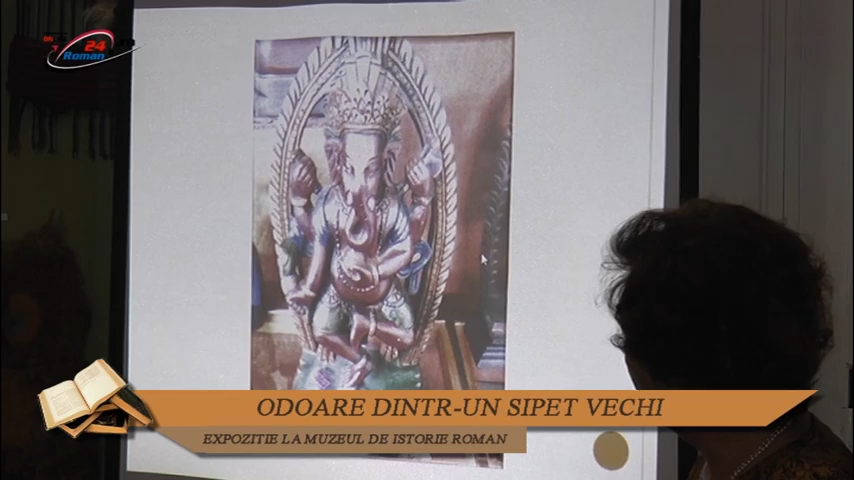 24
Roman
ODOARE DINTR-UN SIPET VECHI
EXPOZITIE LA MUZEUL DE ISTORIE ROMAN